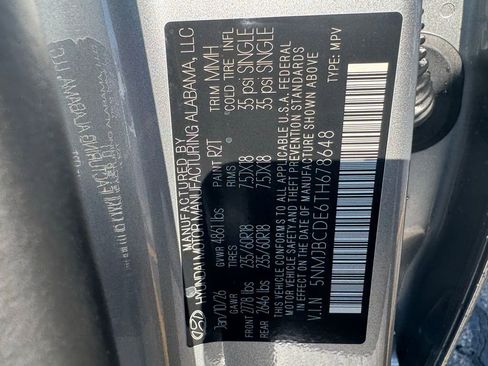 MANUFACTURED BY
HYUNDAI MOTOR MANUFACTURING ALABAMA, LLC
Jan/10/26 GVWR 4861 lbs PAINT R2T TRIM MMH
GAWR TIRES RIMS COLD TIRE INFL
FRONT 2778 lbs 235/60R18 7.5JX18 35 psi SINGLE
REAR 2646 lbs 235/60R18 7.5JX18 35 psi SINGLE
THIS VEHICLE CONFORMS TO ALL APPLICABLE U.S.A. FEDERAL
MOTOR VEHICLE SAFETY AND THEFT PREVENTION STANDARDS
IN EFFECT ON THE DATE OF MANUFACTURE SHOWN ABOVE
V.I.N 5NMJBCDE6TH678648 TYPE: MPV